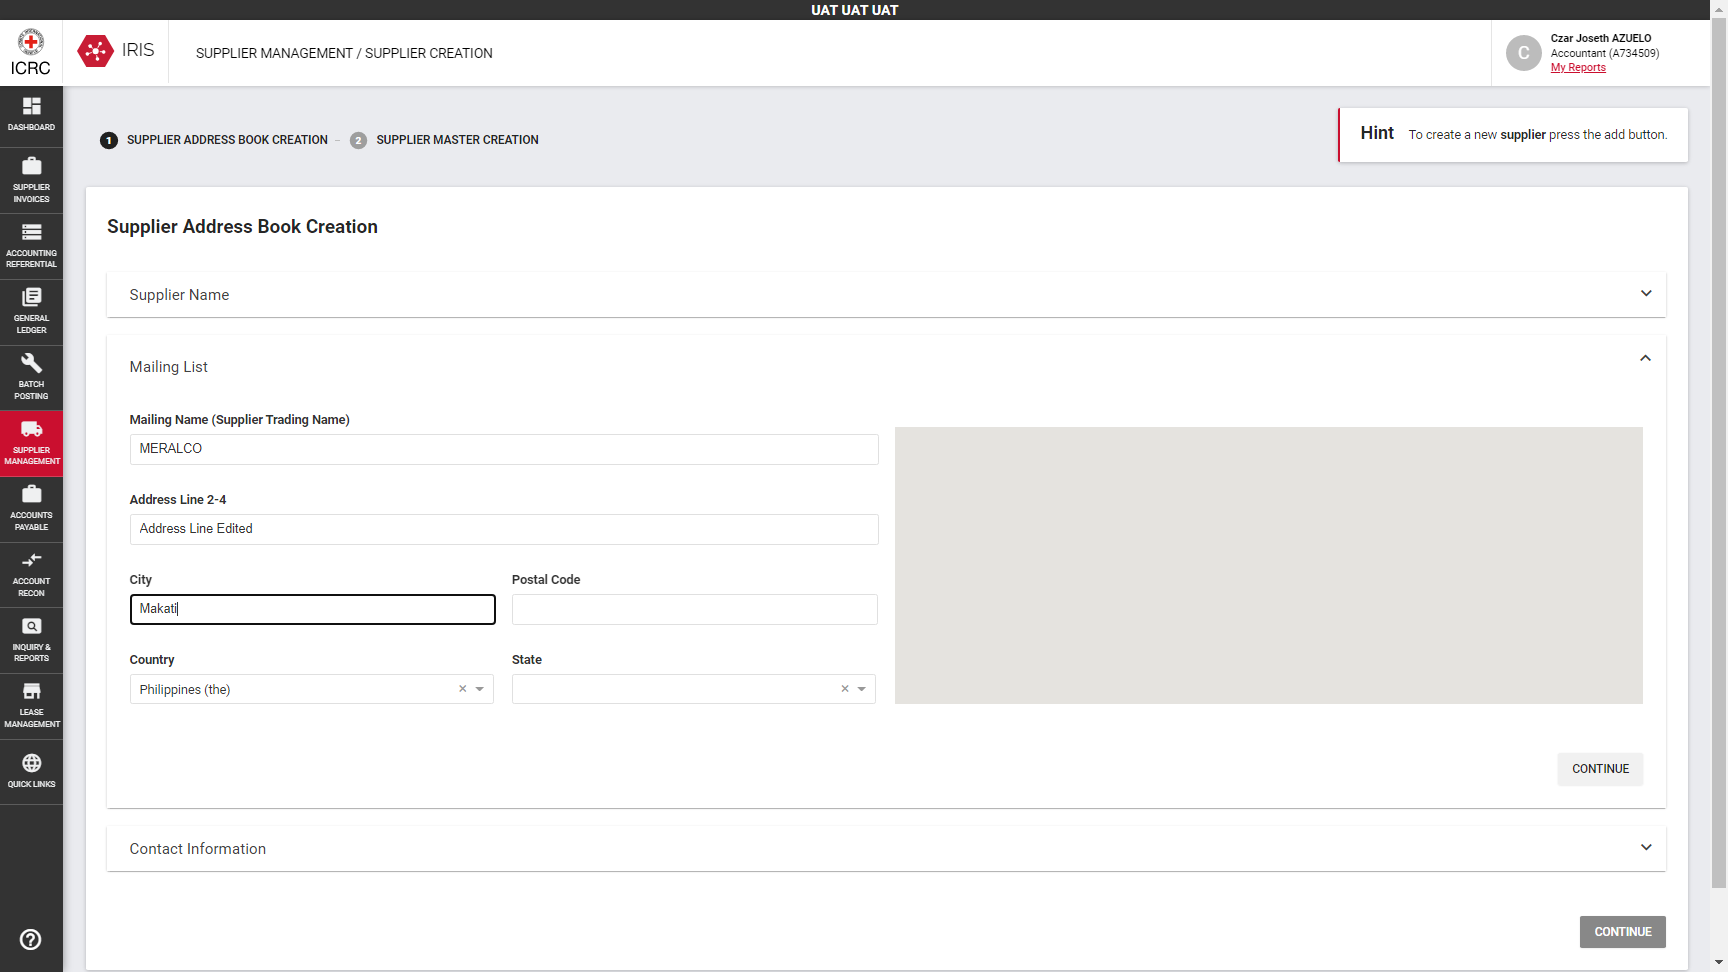 UAT UAT UAT
ICRC
IRIS
SUPPLIER MANAGEMENT / SUPPLIER CREATION
C
Czar Joseth AZUELO
Accountant (A734509)
My Reports
DASHBOARD
SUPPLIER
INVOICES
ACCOUNTING
REFERENTIAL
GENERAL
LEDGER
BATCH
POSTING
SUPPLIER
MANAGEMENT
ACCOUNTS
PAYABLE
ACCOUNT
RECON
INQUIRY &
REPORTS
LEASE
MANAGEMENT
QUICK LINKS
1 SUPPLIER ADDRESS BOOK CREATION – 2 SUPPLIER MASTER CREATION
Hint To create a new supplier press the add button.
Supplier Address Book Creation
Supplier Name
Mailing List
Mailing Name (Supplier Trading Name)
MERALCO
Address Line 2-4
Address Line Edited
City Postal Code
Makati
Country State
Philippines (the)
CONTINUE
Contact Information
CONTINUE